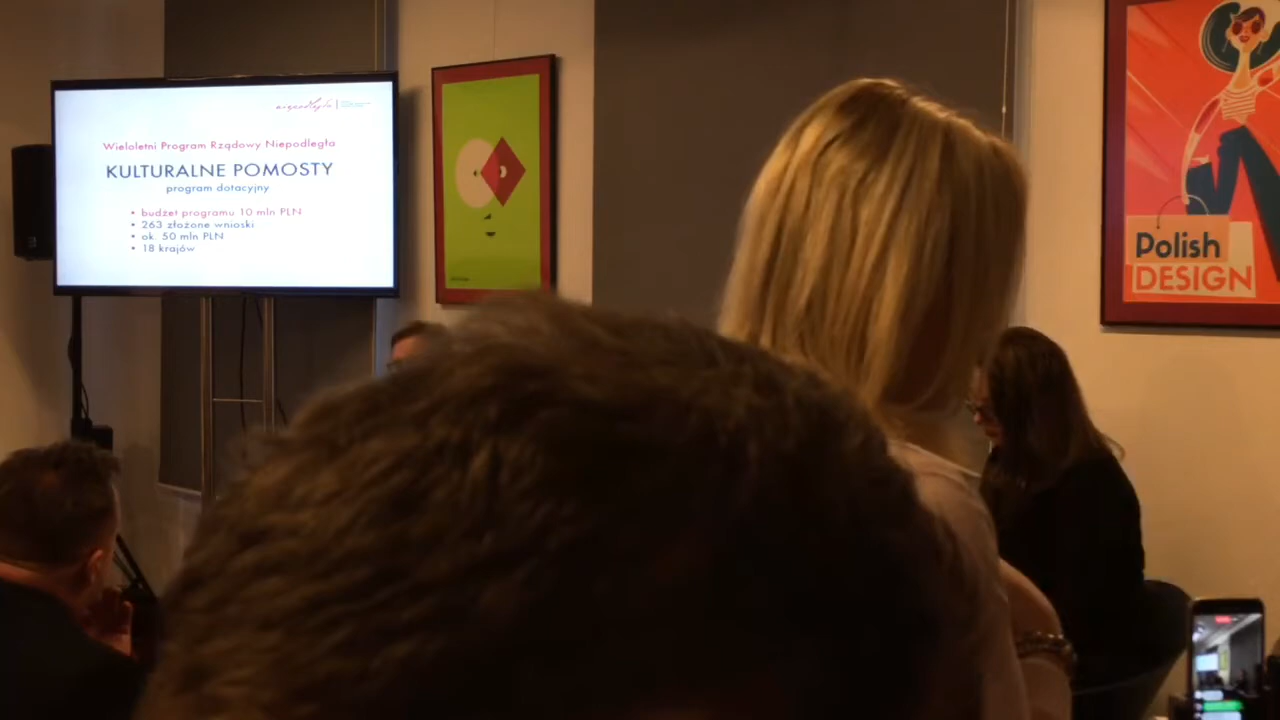 niepodległa
Wieloletni Program Rządowy Niepodległa
KULTURALNE POMOSTY
program dotacyjny
• budżet programu 10 mln PLN
• 263 złożone wnioski
• ok. 50 mln PLN
• 18 krajów
Polish
DESIGN